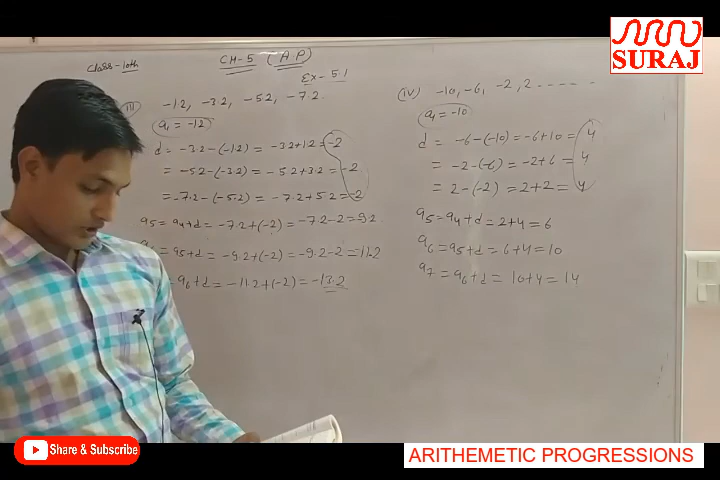 SURAJ
Class-10th
CH-5 (A.P)
Ex-5.1
III) -1.2, -3.2, -5.2, -7.2.
a₁ = -1.2
d = -3.2-(-1.2) = -3.2+1.2 = -2
= -5.2-(-3.2) = -5.2+3.2 = -2
= -7.2-(-5.2) = -7.2+5.2 = -2
a₅ = a₄+d = -7.2+(-2) = -7.2-2 = 9.2
= a₅+d = -9.2+(-2) = -9.2-2 = 11.2
a₆+d = -11.2+(-2) = -13.2
(iv) -10, -6, -2, 2 - - - - - -
a₁ = -10
d = -6-(-10) = -6+10 = 4
= -2-(-6) = -2+6 = 4
= 2-(-2) = 2+2 = 4
a₅ = a₄+d = 2+4 = 6
a₆ = a₅+d = 6+4 = 10
a₇ = a₆+d = 10+4 = 14
Share & Subscribe
ARITHEMETIC PROGRESSIONS